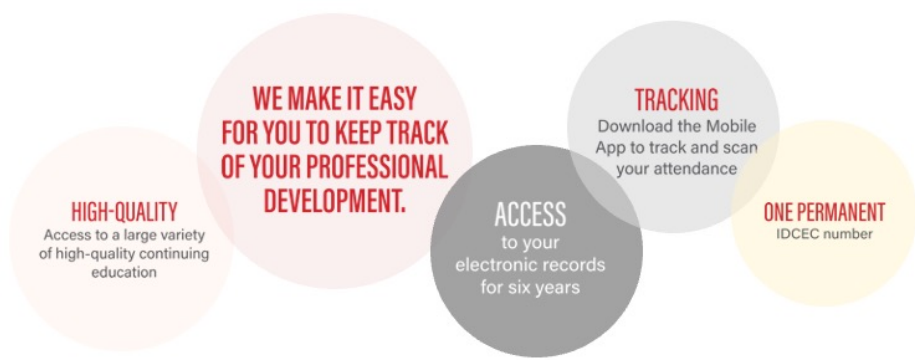 WE MAKE IT EASY
FOR YOU TO KEEP TRACK
OF YOUR PROFESSIONAL
DEVELOPMENT.
HIGH-QUALITY
Access to a large variety
of high-quality continuing
education
ACCESS
to your
electronic records
for six years
TRACKING
Download the Mobile
App to track and scan
your attendance
ONE PERMANENT
IDCEC number